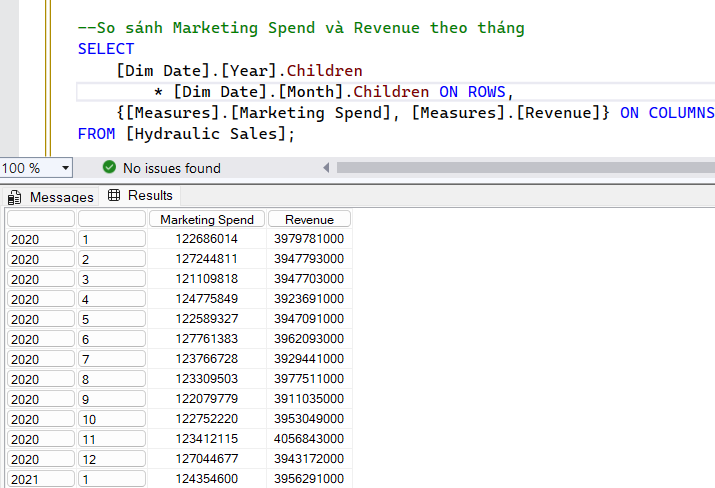 --So sánh Marketing Spend và Revenue theo tháng
SELECT
[Dim Date].[Year].Children
* [Dim Date].[Month].Children ON ROWS,
{[Measures].[Marketing Spend], [Measures].[Revenue]} ON COLUMNS
FROM [Hydraulic Sales];
100 % No issues found
Messages Results
Marketing Spend Revenue
2020 1 122686014 3979781000
2020 2 127244811 3947793000
2020 3 121109818 3947703000
2020 4 124775849 3923691000
2020 5 122589327 3947091000
2020 6 127761383 3962093000
2020 7 123766728 3929441000
2020 8 123309503 3977511000
2020 9 122079779 3911035000
2020 10 122752220 3953049000
2020 11 123412115 4056843000
2020 12 127044677 3943172000
2021 1 124354600 3956291000